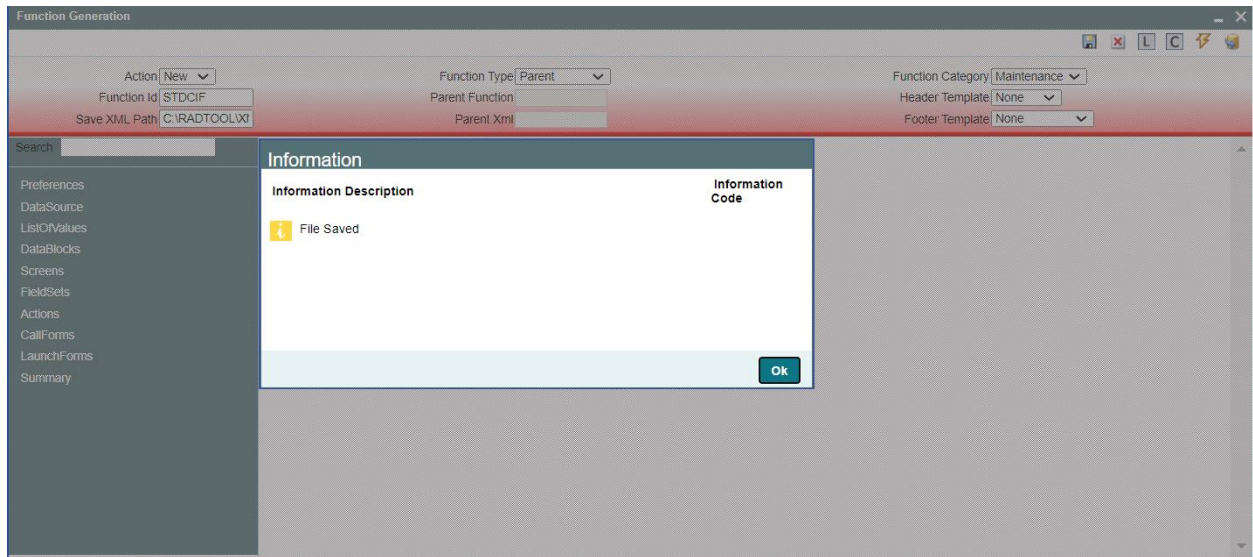 Function Generation
L C
Action New Function Type Parent Function Category Maintenance
Function Id STDCIF Parent Function Header Template None
Save XML Path C:\RADTOOL\XI Parent Xml Footer Template None
Search
Preferences
DataSource
ListOfValues
DataBlocks
Screens
FieldSets
Actions
CallForms
LaunchForms
Summary
Information
Information Description Information
Code
File Saved
Ok